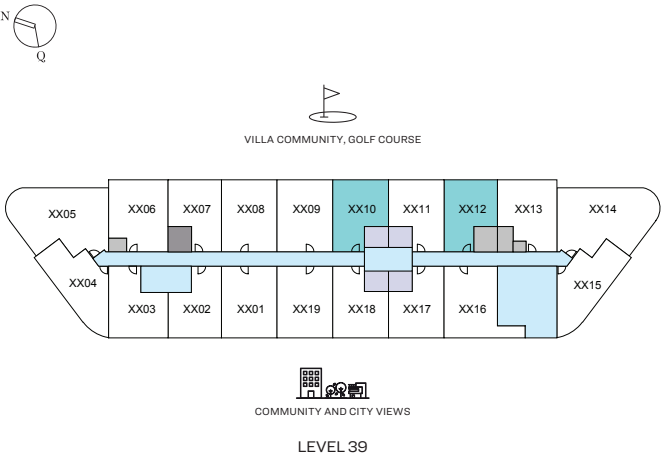 N
Q
VILLA COMMUNITY, GOLF COURSE
XX05 XX06 XX07 XX08 XX09 XX10 XX11 XX12 XX13 XX14
XX04 XX03 XX02 XX01 XX19 XX18 XX17 XX16 XX15
COMMUNITY AND CITY VIEWS
LEVEL 39